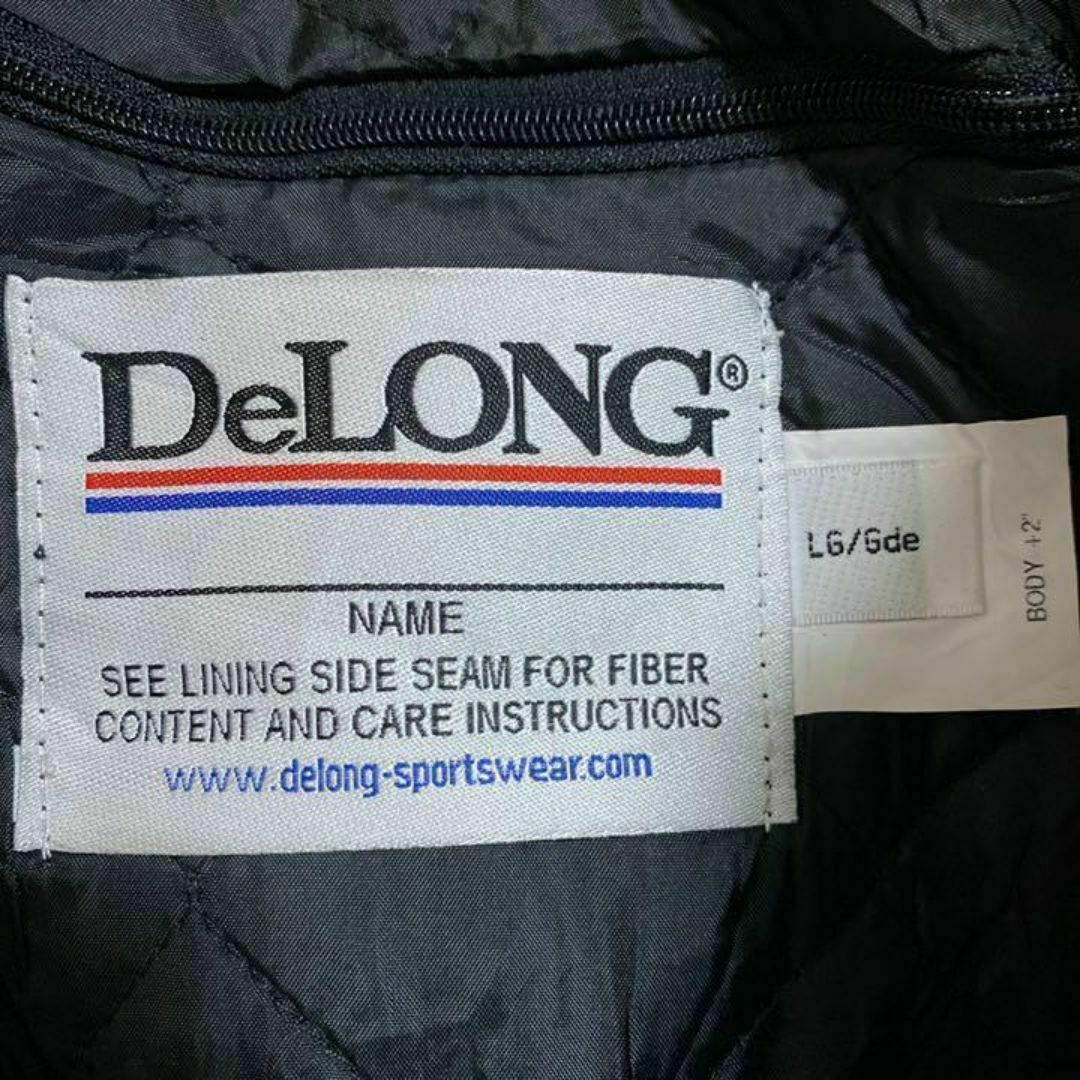 DeLONG®
NAME
SEE LINING SIDE SEAM FOR FIBER
CONTENT AND CARE INSTRUCTIONS
www.delong-sportswear.com
LG/Gde
BODY +2"